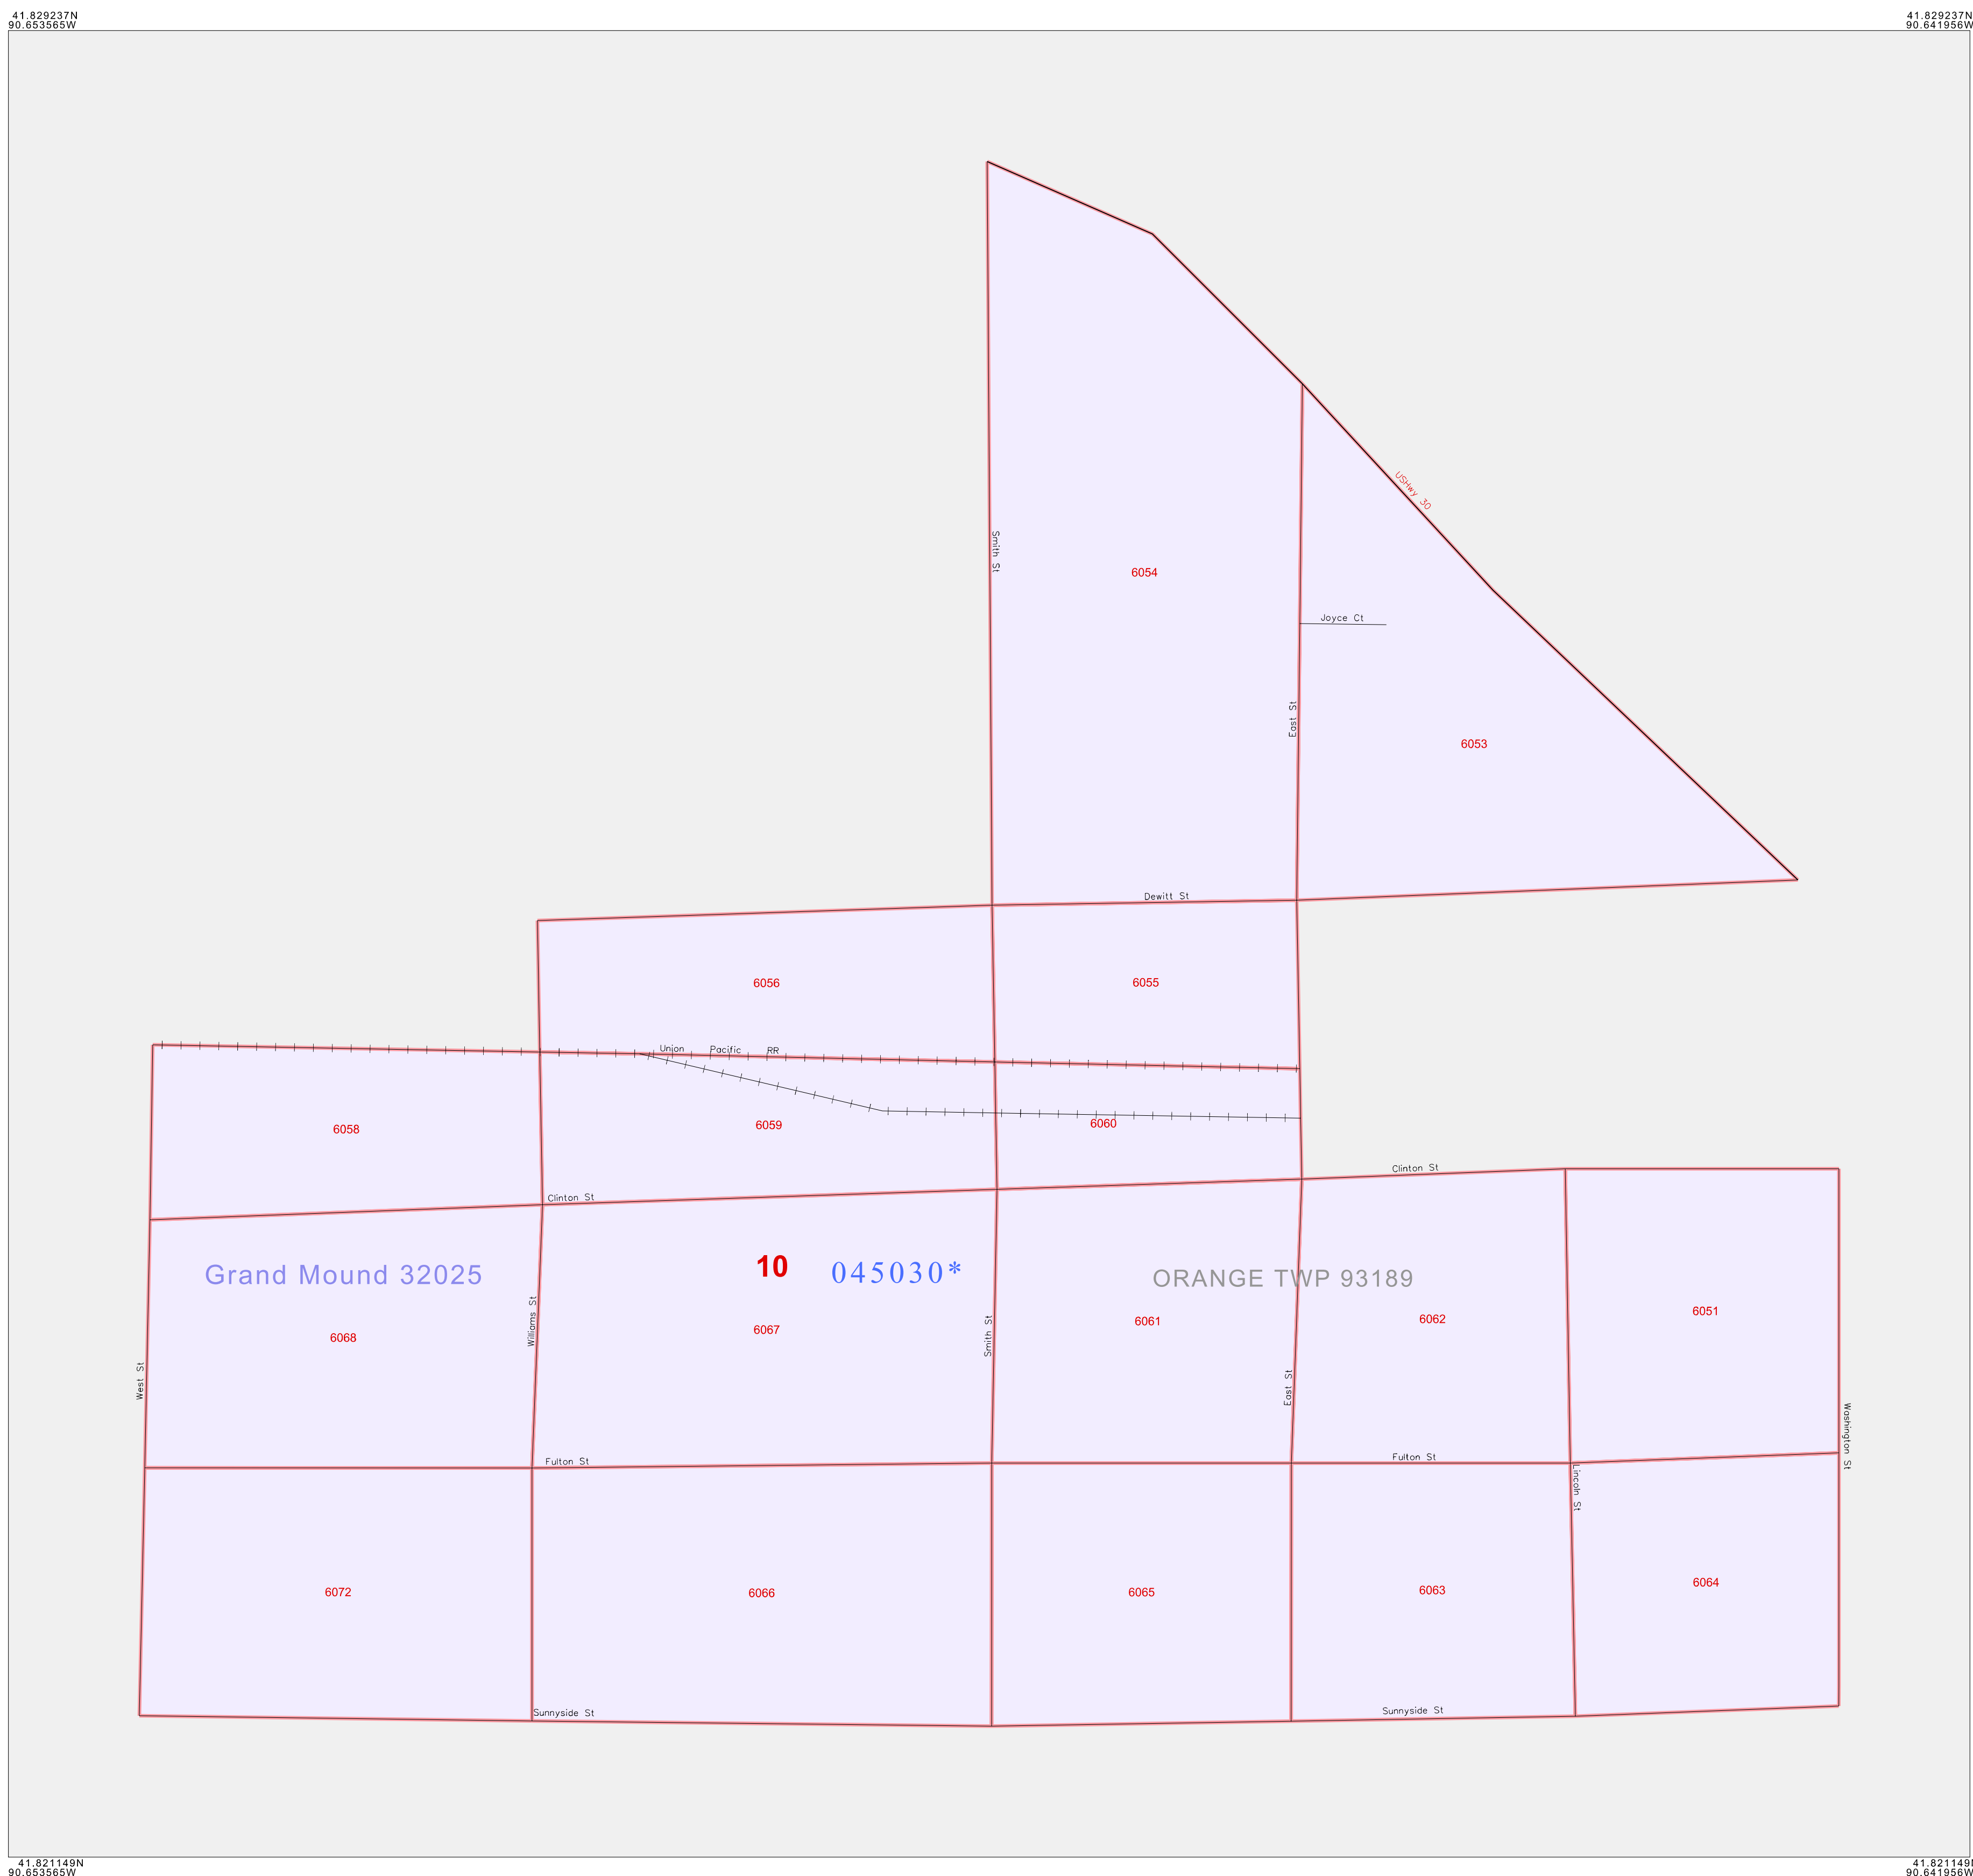 41.829237N
90.653565W
41.829237N
90.641956W
USHwy 30
Smith St
6054
Joyce Ct
East St
6053
Dewitt St
6056
6055
Union Pacific RR
6058
6059
6060
Clinton St
Clinton St
Grand Mound 32025
10
045030*
ORANGE TWP 93189
6068
Williams St
6067
Smith St
6061
6062
6051
West St
East St
Washington St
Fulton St
Fulton St
Lincoln St
6072
6066
6065
6063
6064
Sunnyside St
Sunnyside St
41.821149N
90.653565W
41.821149N
90.641956W